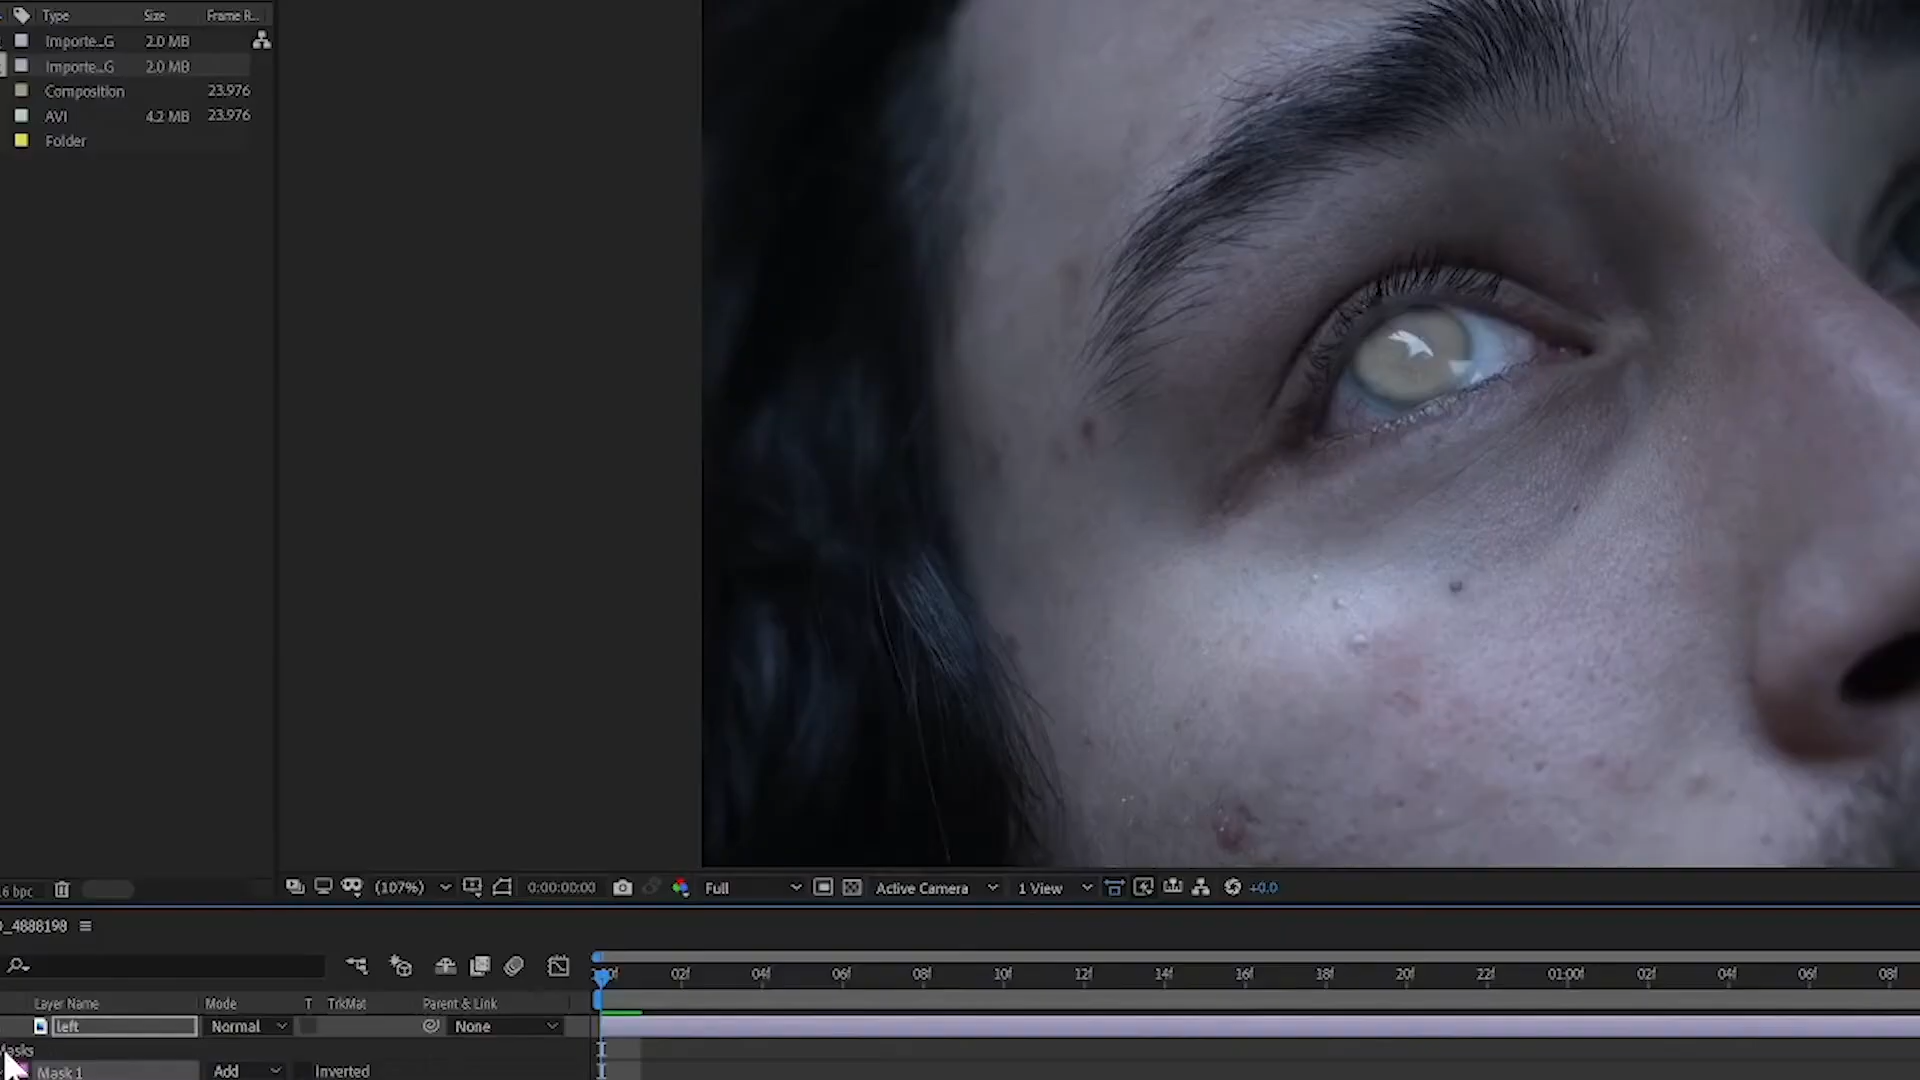 Type Size Frame R...
Importe...G 2.0 MB
Importe...G 2.0 MB
Composition 23.976
AVI 4.2 MB 23.976
Folder
6 bpc
(107%) 0:00:00:00 Full Active Camera 1 View +0.0
_4888198
00f 02f 04f 06f 08f 10f 12f 14f 16f 18f 20f 22f 01:00f 02f 04f 06f 08f
Layer Name Mode T TrkMat Parent & Link
left Normal None
Masks
Mask 1 Add Inverted